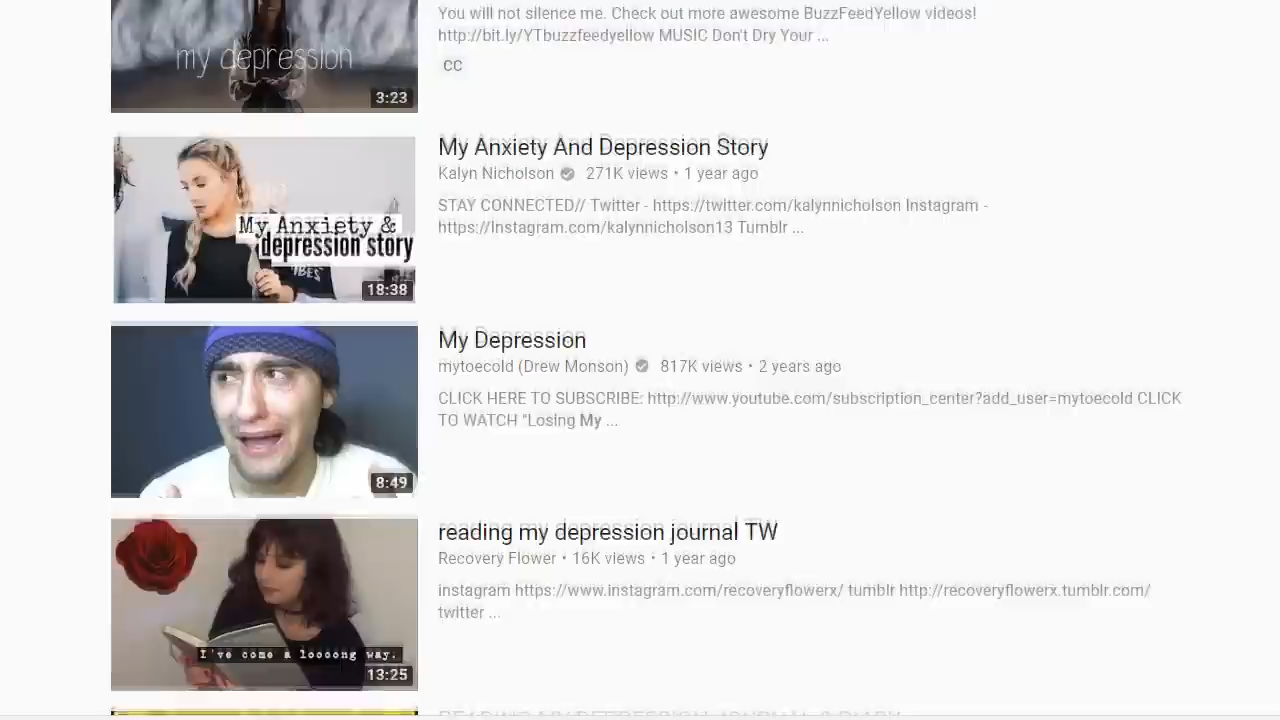 You will not silence me. Check out more awesome BuzzFeedYellow videos!
http://bit.ly/YTbuzzfeedyellow MUSIC Don't Dry Your ...
my depression
CC
3:23
My Anxiety And Depression Story
Kalyn Nicholson 271K views • 1 year ago
STAY CONNECTED// Twitter - https://twitter.com/kalynnicholson Instagram -
https://Instagram.com/kalynnicholson13 Tumblr ...
My Anxiety &
depression story
18:38
My Depression
mytoecold (Drew Monson) 817K views • 2 years ago
CLICK HERE TO SUBSCRIBE: http://www.youtube.com/subscription_center?add_user=mytoecold CLICK
TO WATCH "Losing My ...
8:49
reading my depression journal TW
Recovery Flower • 16K views • 1 year ago
instagram https://www.instagram.com/recoveryflowerx/ tumblr http://recoveryflowerx.tumblr.com/
twitter ...
I've come a loooong way.
13:25